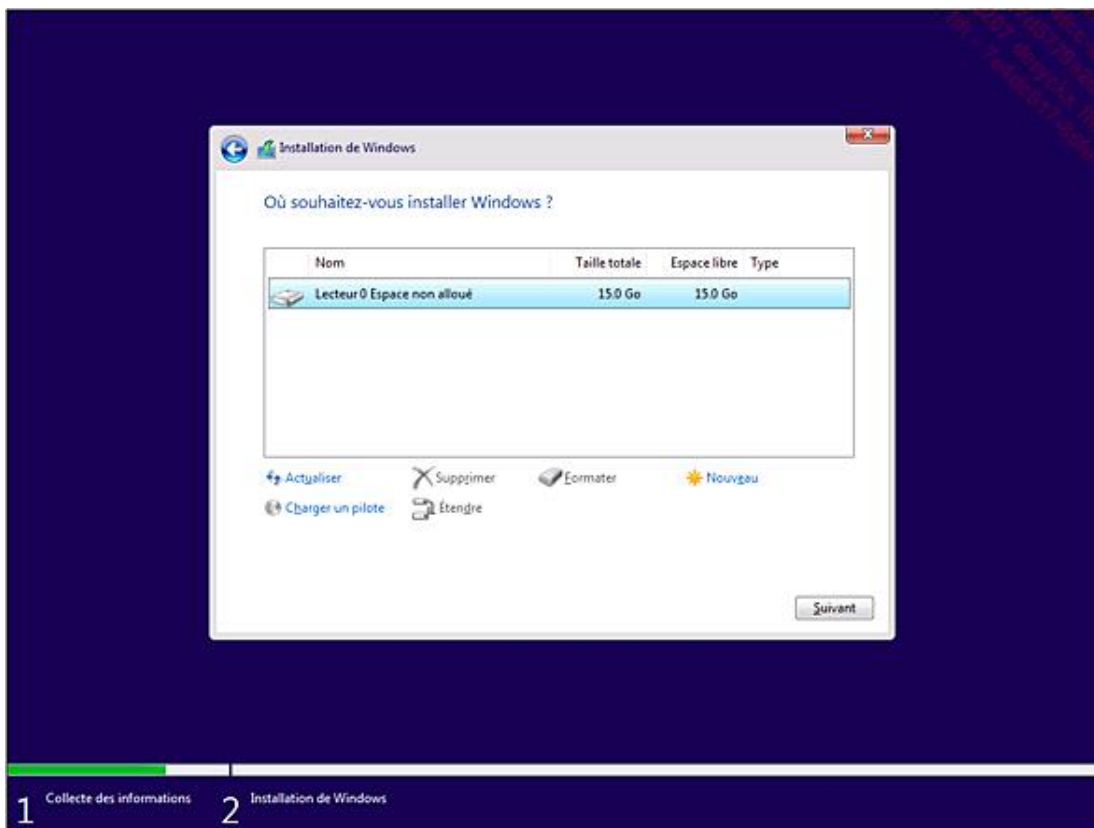 Installation de Windows
Où souhaitez-vous installer Windows ?
Nom Taille totale Espace libre Type
Lecteur 0 Espace non alloué 15.0 Go 15.0 Go
Actualiser Supprimer Formater Nouveau
Charger un pilote Étendre
Suivant
1 Collecte des informations 2 Installation de Windows